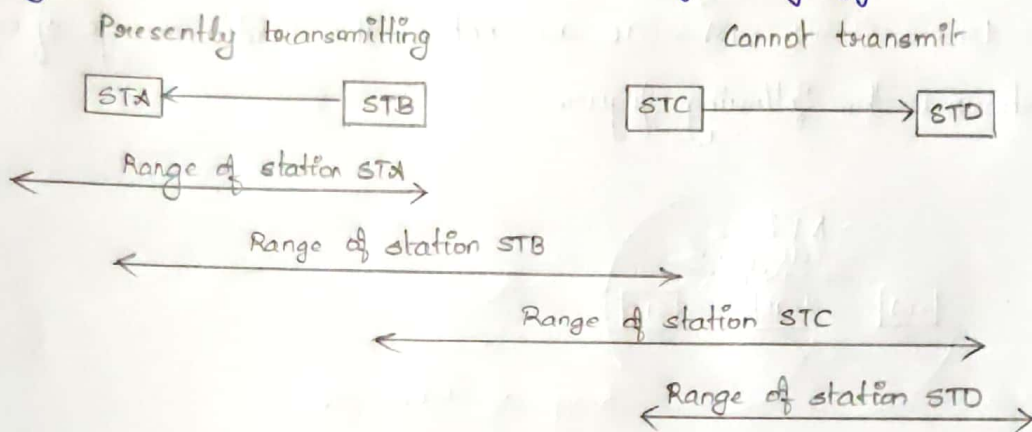 Presently transmitting
Cannot transmit
STA
STB
STC
STD
Range of station STA
Range of station STB
Range of station STC
Range of station STD